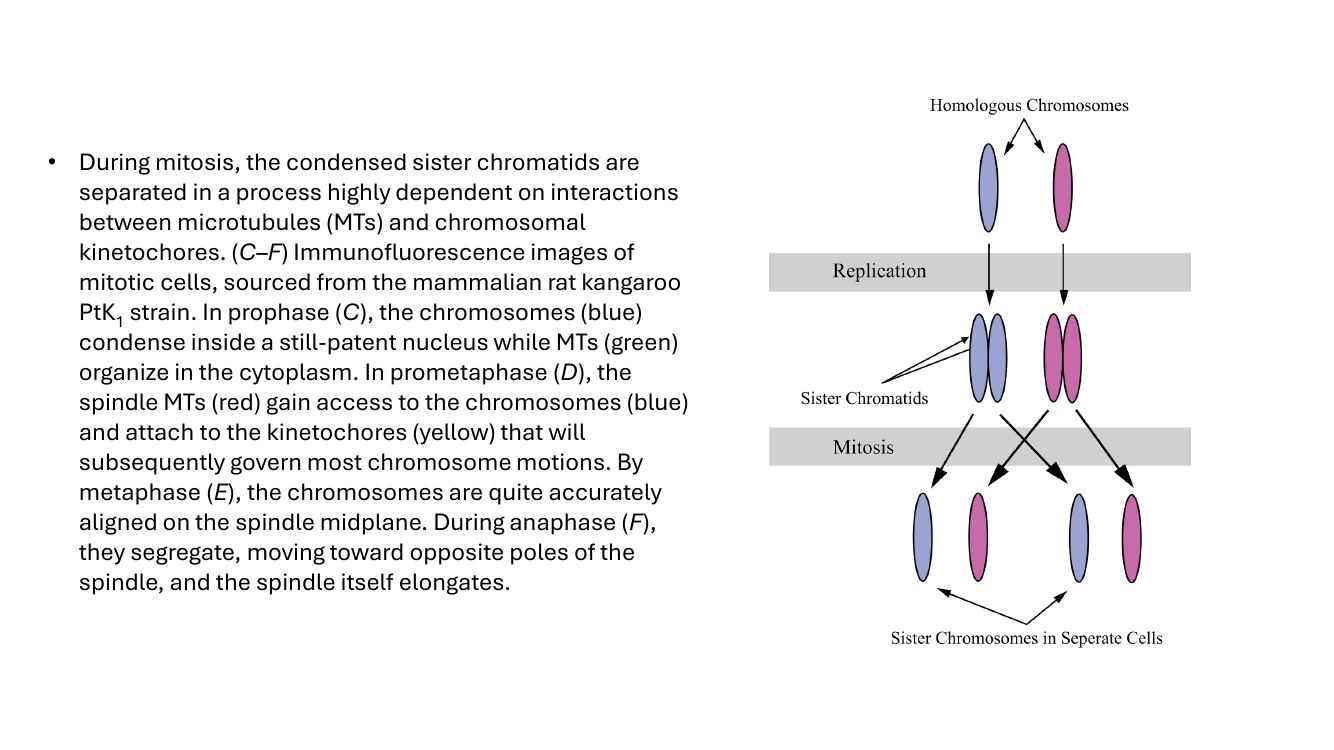 • During mitosis, the condensed sister chromatids are
separated in a process highly dependent on interactions
between microtubules (MTs) and chromosomal
kinetochores. (C–F) Immunofluorescence images of
mitotic cells, sourced from the mammalian rat kangaroo
PtK1 strain. In prophase (C), the chromosomes (blue)
condense inside a still-patent nucleus while MTs (green)
organize in the cytoplasm. In prometaphase (D), the
spindle MTs (red) gain access to the chromosomes (blue)
and attach to the kinetochores (yellow) that will
subsequently govern most chromosome motions. By
metaphase (E), the chromosomes are quite accurately
aligned on the spindle midplane. During anaphase (F),
they segregate, moving toward opposite poles of the
spindle, and the spindle itself elongates.
Homologous Chromosomes
Replication
Sister Chromatids
Mitosis
Sister Chromosomes in Seperate Cells